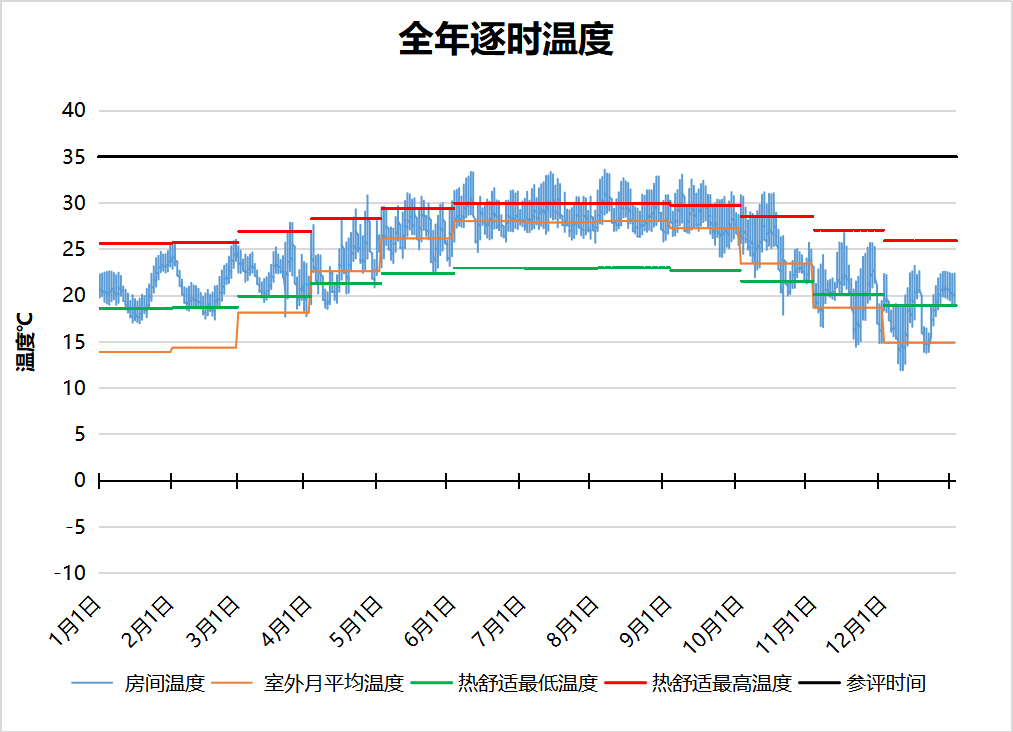 全年逐时温度
40
35
30
25
20
15
10
5
0
-5
-10
温度℃
1月1日
2月1日
3月1日
4月1日
5月1日
6月1日
7月1日
8月1日
9月1日
10月1日
11月1日
12月1日
房间温度 室外月平均温度 热舒适最低温度 热舒适最高温度 参评时间